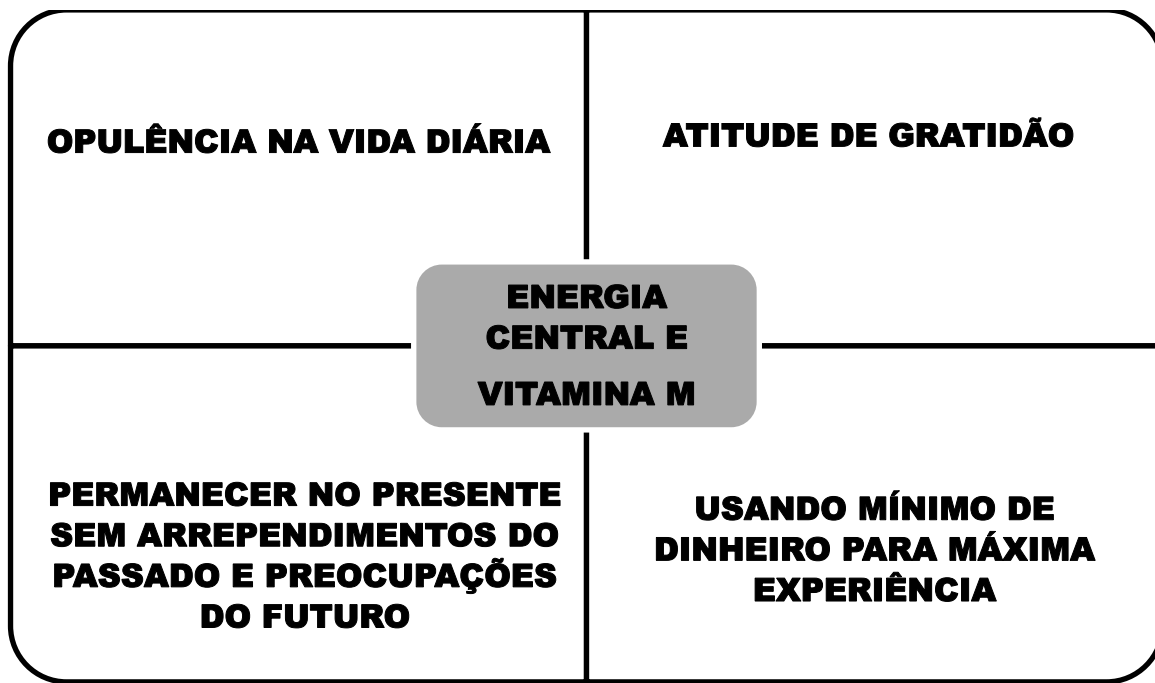 OPULÊNCIA NA VIDA DIÁRIA
ATITUDE DE GRATIDÃO
ENERGIA
CENTRAL E
VITAMINA M
PERMANECER NO PRESENTE
SEM ARREPENDIMENTOS DO
PASSADO E PREOCUPAÇÕES
DO FUTURO
USANDO MÍNIMO DE
DINHEIRO PARA MÁXIMA
EXPERIÊNCIA